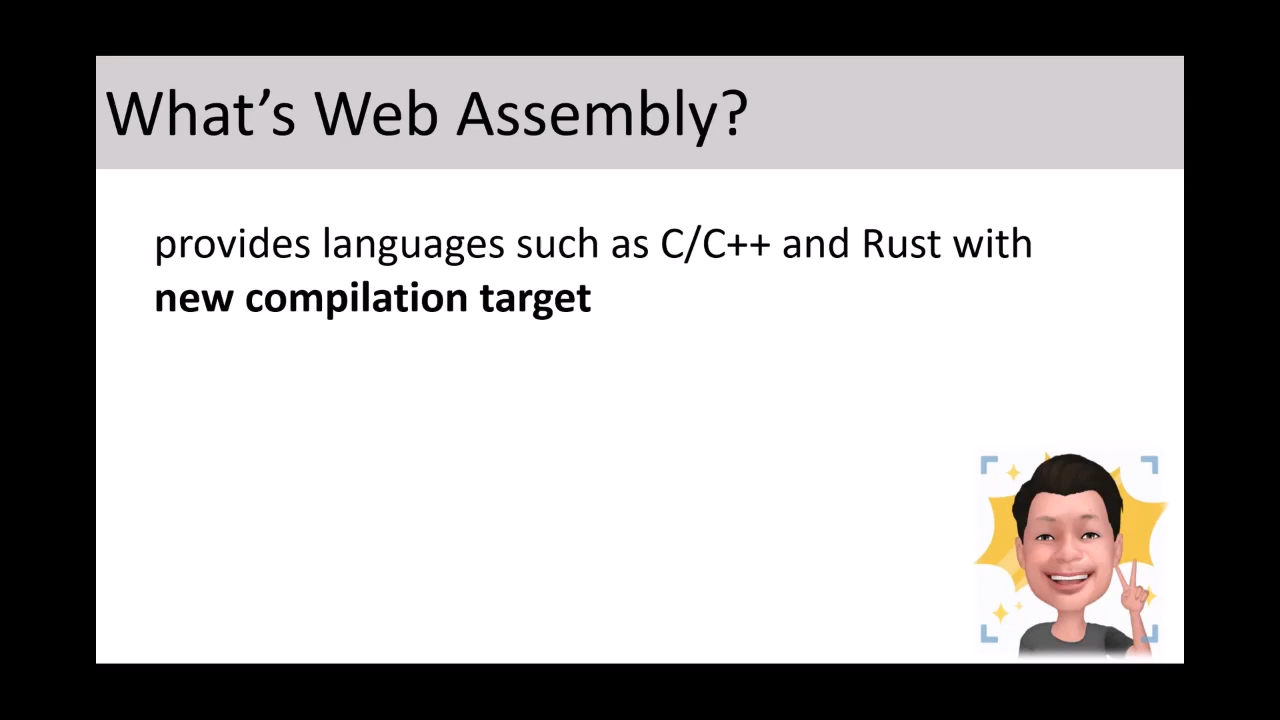 What’s Web Assembly?
provides languages such as C/C++ and Rust with
new compilation target